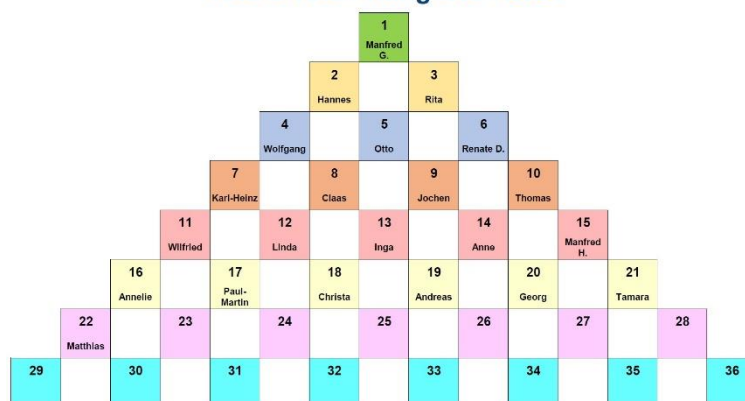 1
Manfred
G.
2 3
Hannes Rita
4 5 6
Wolfgang Otto Renate D.
7 8 9 10
Karl-Heinz Claas Jochen Thomas
11 12 13 14 15
Wilfried Linda Inga Anne Manfred
H.
16 17 18 19 20 21
Annelie Paul-
Martin Christa Andreas Georg Tamara
22 23 24 25 26 27 28
Matthias
29 30 31 32 33 34 35 36